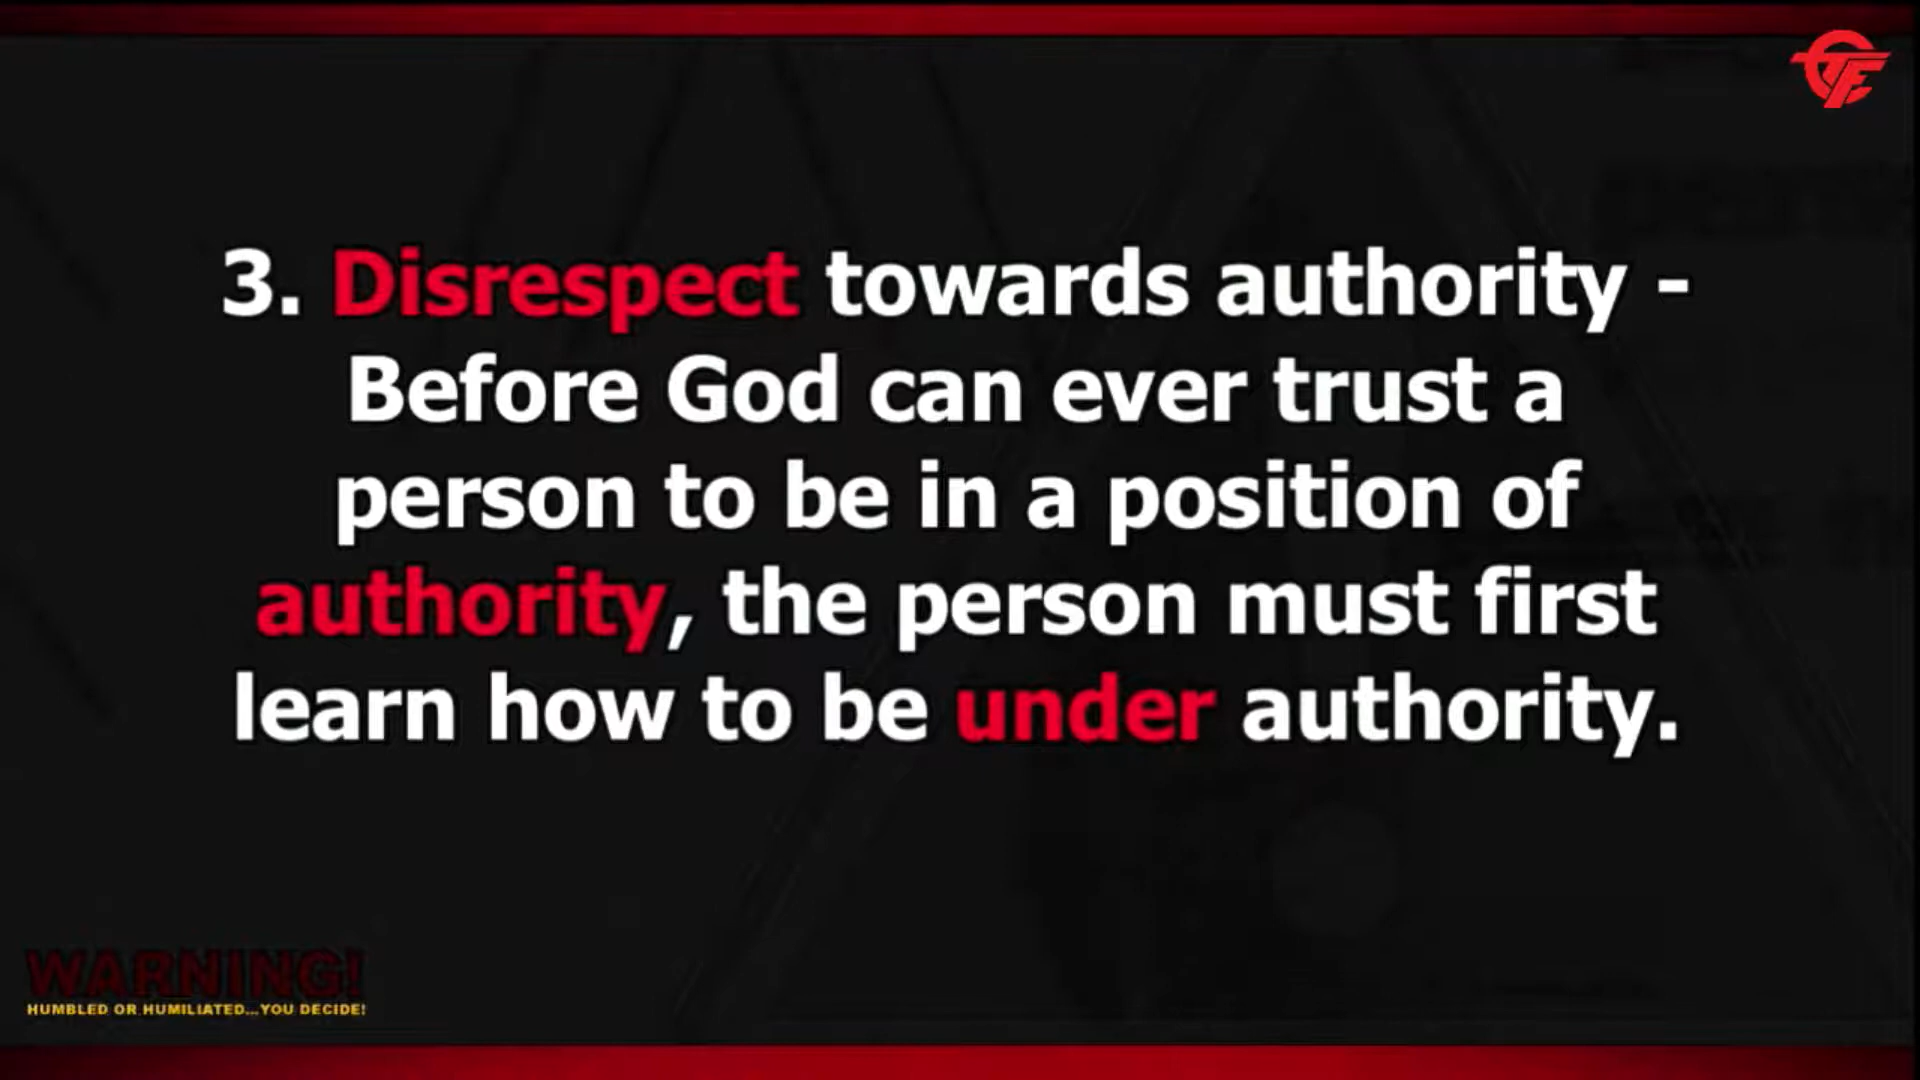 3. Disrespect towards authority -
Before God can ever trust a
person to be in a position of
authority, the person must first
learn how to be under authority.
WARNING!
HUMBLED OR HUMILIATED...YOU DECIDE!